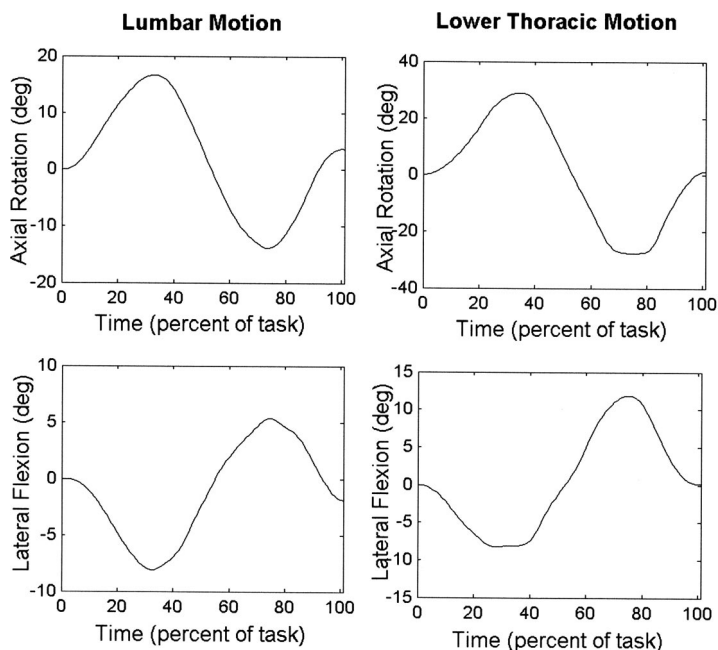 Lumbar Motion
Lower Thoracic Motion
20
10
0
-10
-20
Axial Rotation (deg)
0 20 40 60 80 100
Time (percent of task)
40
20
0
-20
-40
Axial Rotation (deg)
0 20 40 60 80 100
Time (percent of task)
10
5
0
-5
-10
Lateral Flexion (deg)
0 20 40 60 80 100
Time (percent of task)
15
10
5
0
-5
-10
-15
Lateral Flexion (deg)
0 20 40 60 80 100
Time (percent of task)